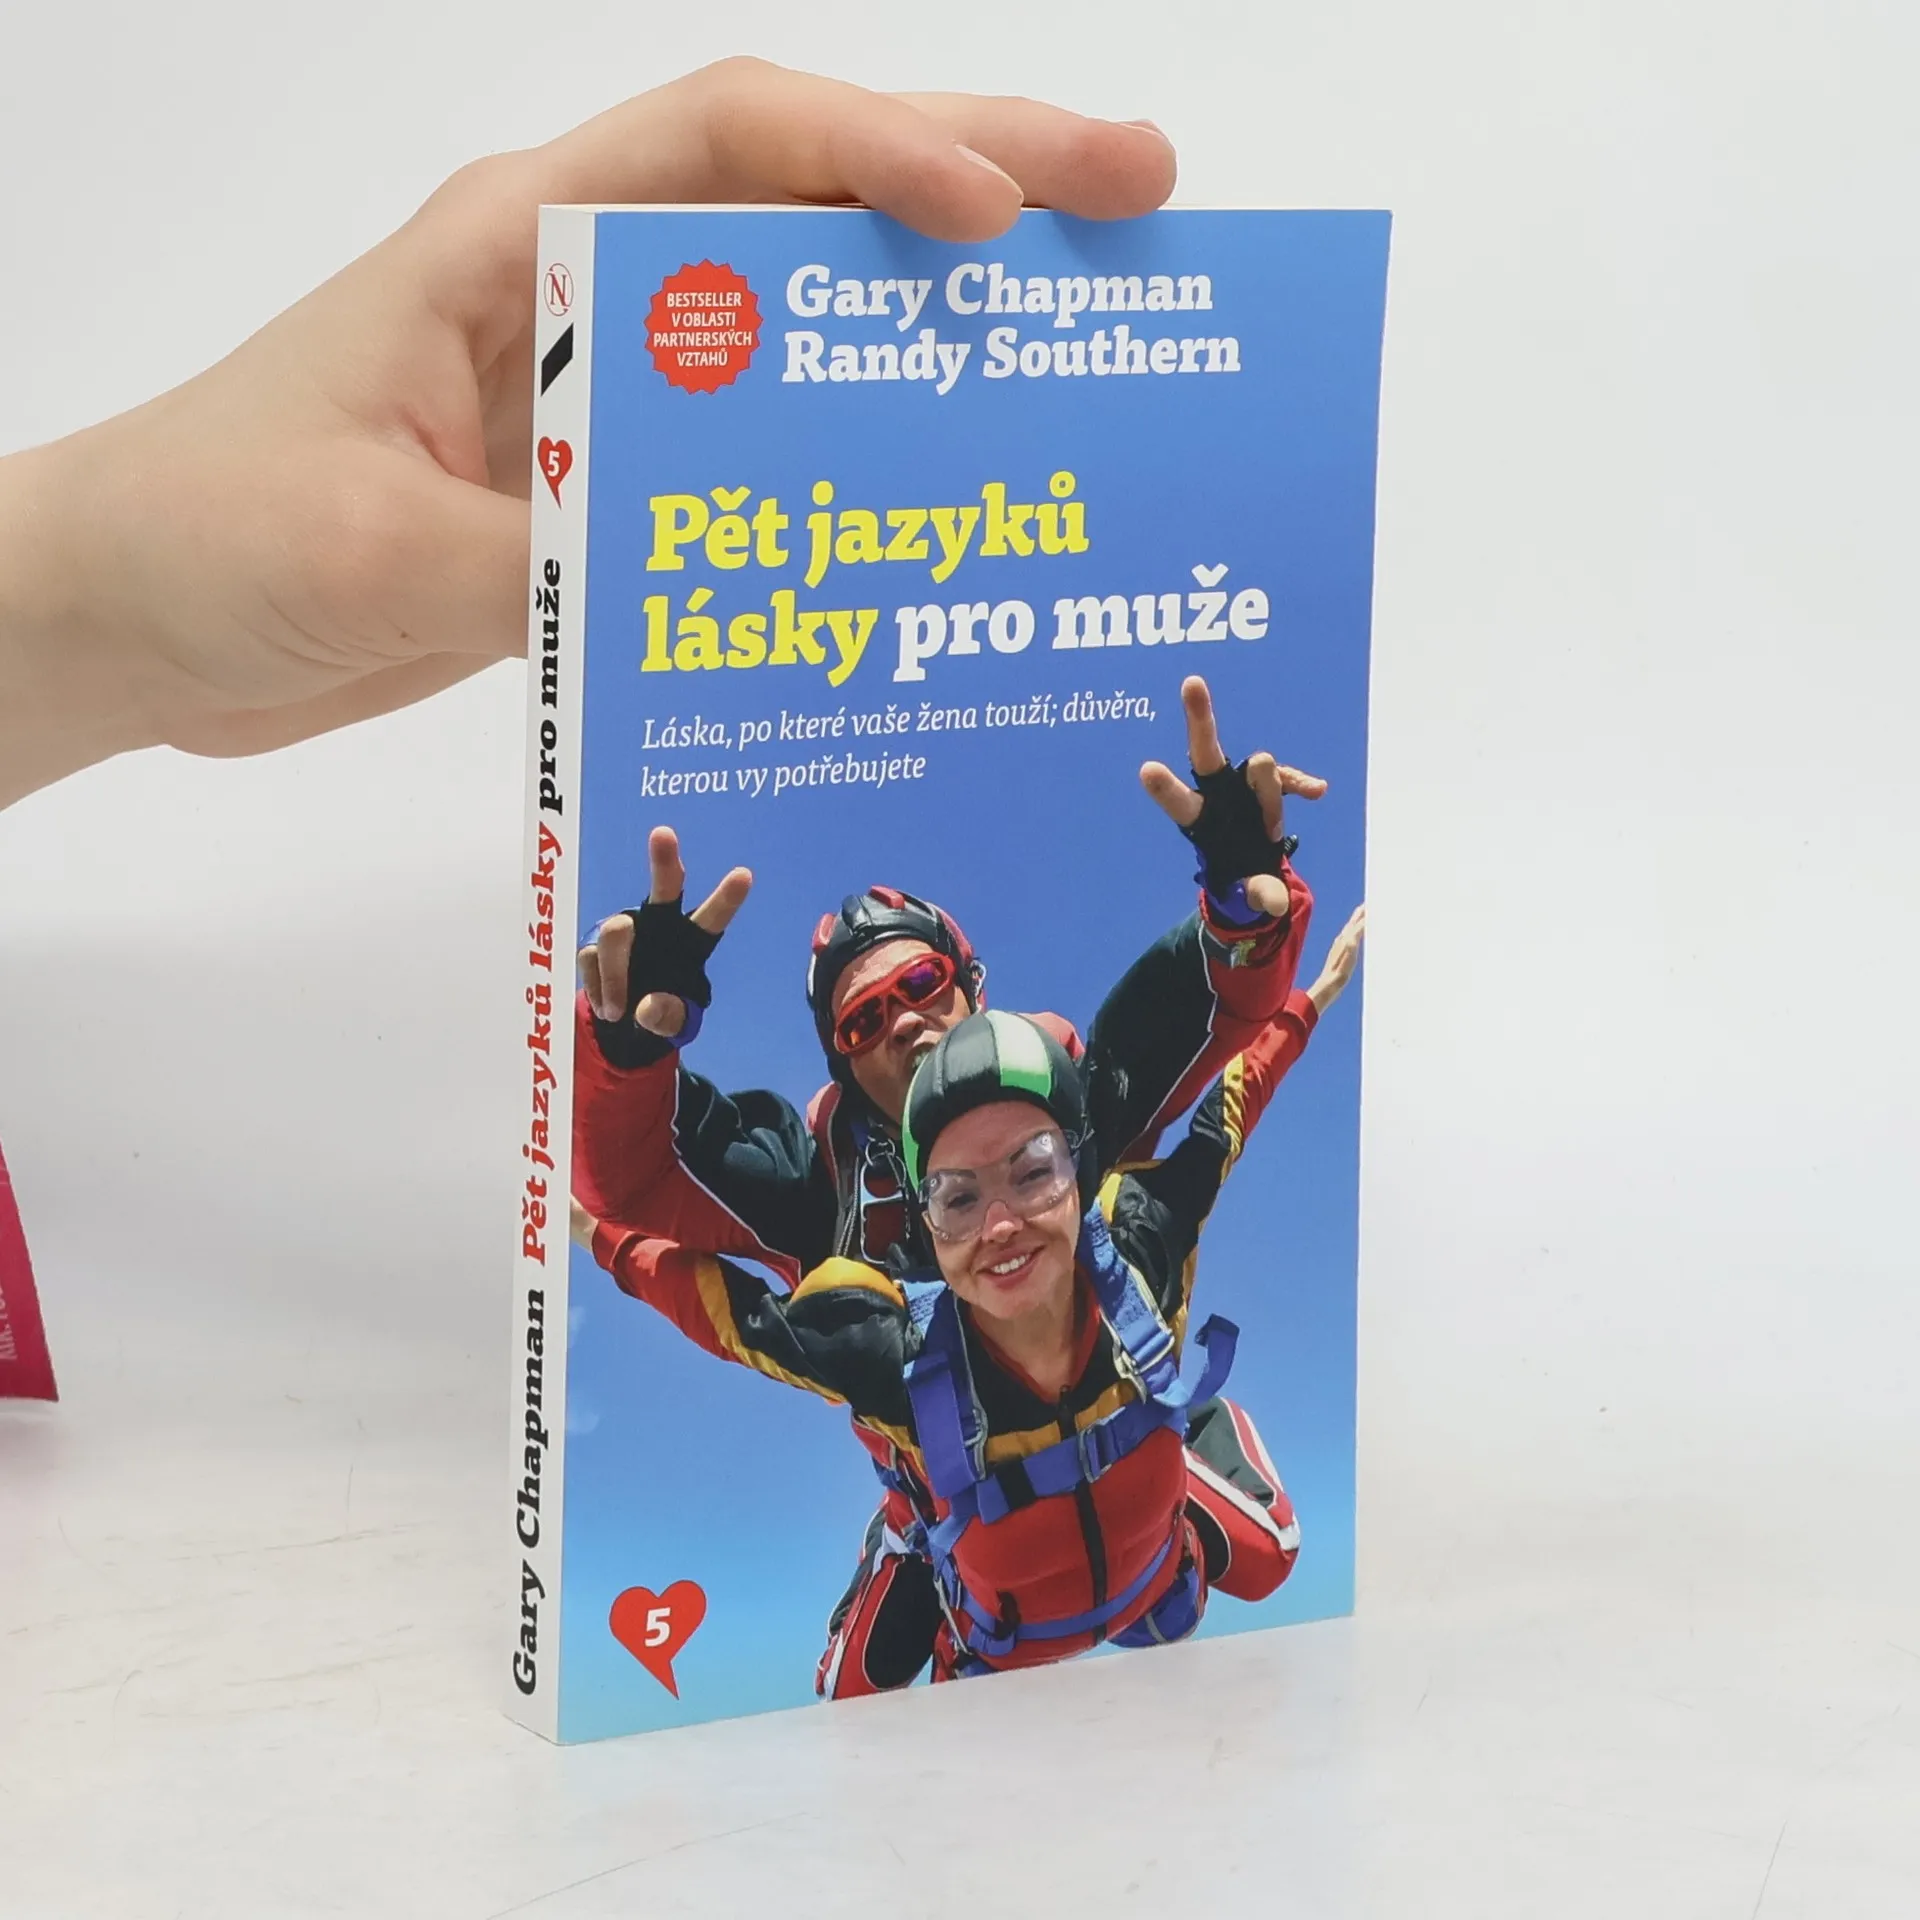 BESTSELLER
V OBLASTI
PARTNERSKÝCH
VZTAHŮ
Gary Chapman
Randy Southern
Pět jazyků
lásky pro muže
Láska, po které vaše žena touží; důvěra,
kterou vy potřebujete
5
N
5
Gary Chapman Pět jazyků lásky pro muže